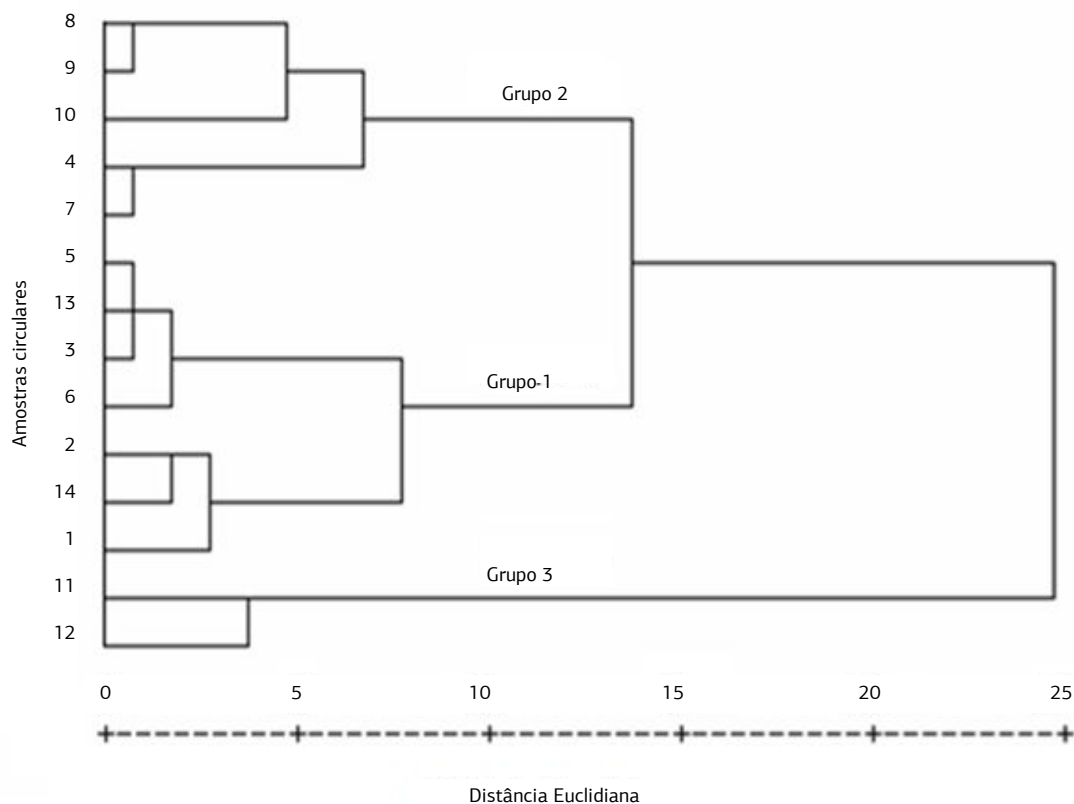 8
9
10
Grupo 2
4
7
5
13
3
6
Grupo-1
2
14
1
11
Grupo 3
12
Amostras circulares
0 5 10 15 20 25
Distância Euclidiana